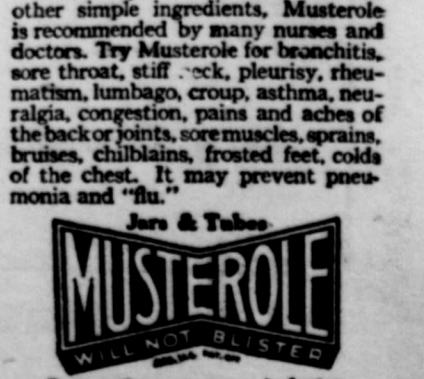 other simple ingredients, Musterole
is recommended by many nurses and
doctors. Try Musterole for bronchitis,
sore throat, stiff neck, pleurisy, rheu-
matism, lumbago, croup, asthma, neu-
ralgia, congestion, pains and aches of
the back or joints, sore muscles, sprains,
bruises, chilblains, frosted feet, colds
of the chest. It may prevent pneu-
monia and "flu."
Jars & Tubes
MUSTEROLE
WILL NOT BLISTER